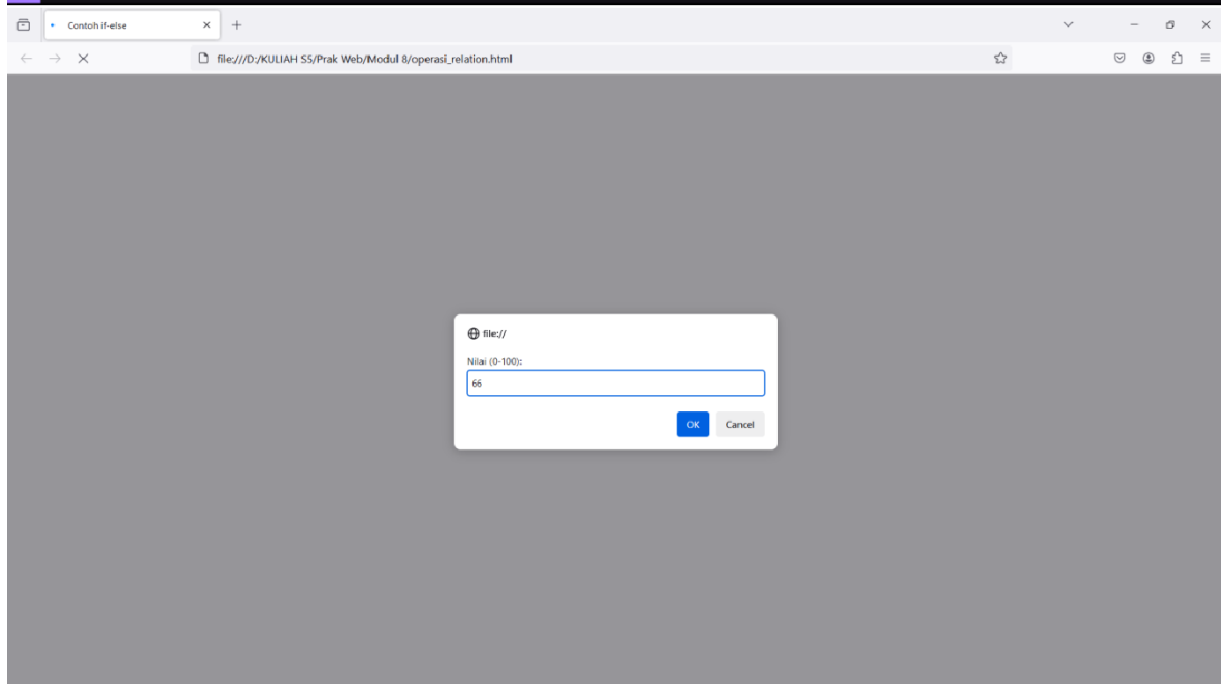 Contoh if-else
file:///D:/KULIAH S5/Prak Web/Modul 8/operasi_relation.html
file://
Nilai (0-100):
66
OK Cancel